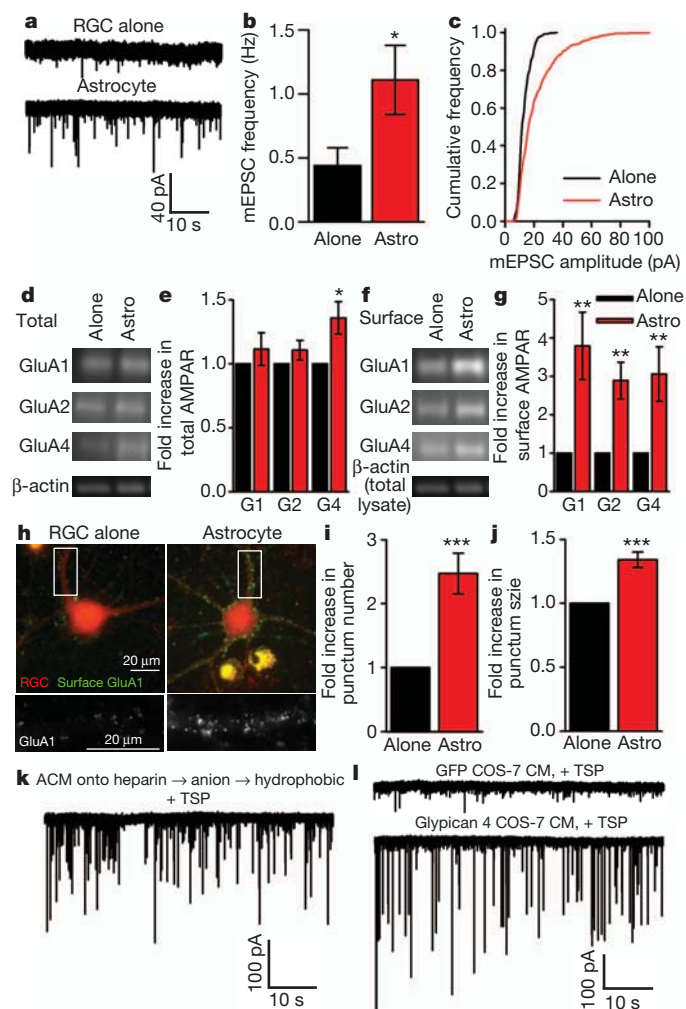 a
RGC alone
Astrocyte
40 pA
10 s
b
mEPSC frequency (Hz)
1.5
1.0
0.5
0.0
*
Alone
Astro
c
Cumulative frequency
1.0
0.8
0.6
0.4
0.2
0.0
Alone
Astro
0 20 40 60 80 100
mEPSC amplitude (pA)
d
Total
Alone
Astro
GluA1
GluA2
GluA4
β-actin
e
Fold increase in
total AMPAR
1.5
1.0
0.5
0.0
*
G1 G2 G4
f
Surface
Alone
Astro
GluA1
GluA2
GluA4
β-actin
(total
lysate)
g
Fold increase in
surface AMPAR
5
4
3
2
1
0
**
**
**
Alone
Astro
G1 G2 G4
h
RGC alone
Astrocyte
20 μm
RGC Surface GluA1
GluA1
20 μm
i
Fold increase in
punctum number
3
2
1
0
***
Alone Astro
j
Fold increase in
punctum szie
1.5
1.0
0.5
0.0
***
Alone Astro
k
ACM onto heparin → anion → hydrophobic
+ TSP
100 pA
10 s
l
GFP COS-7 CM, + TSP
Glypican 4 COS-7 CM, + TSP
100 pA
10 s